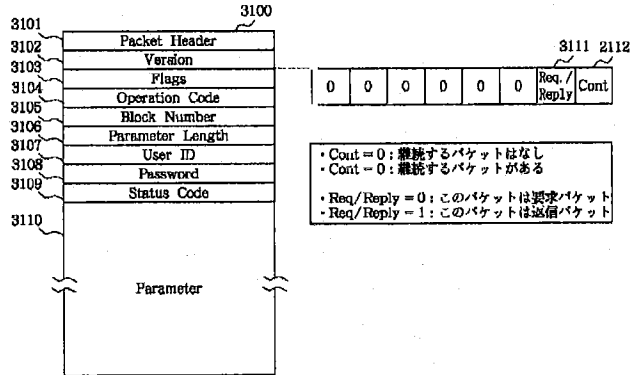 3100
3101 Packet Header
3102 Version
3103 Flags
3104 Operation Code
3105 Block Number
3106 Parameter Length
3107 User ID
3108 Password
3109 Status Code
3110
Parameter
3111 2112
0 0 0 0 0 0 Req./Reply Cont
・Cont = 0 : 継続するパケットはなし
・Cont = 0 : 継続するパケットがある
・Req/Reply = 0 : このパケットは要求パケット
・Req/Reply = 1 : このパケットは返信パケット